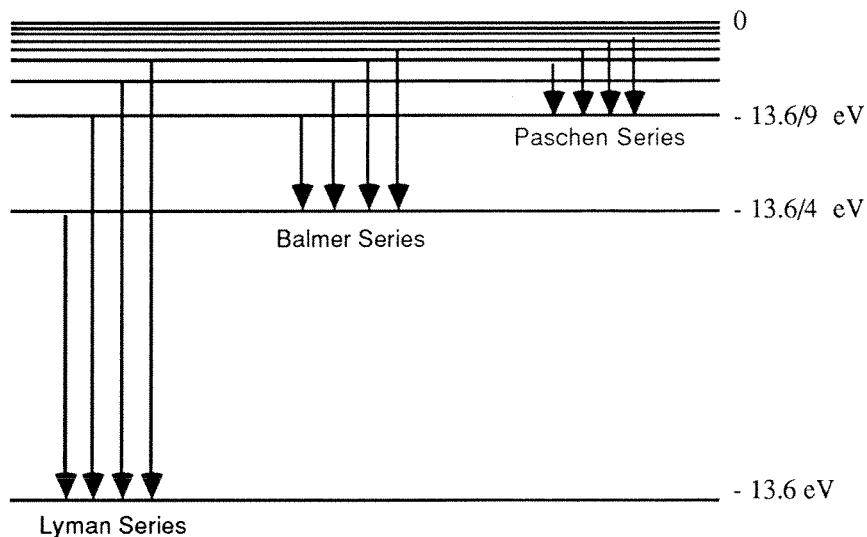 0
- 13.6/9 eV
Paschen Series
- 13.6/4 eV
Balmer Series
- 13.6 eV
Lyman Series